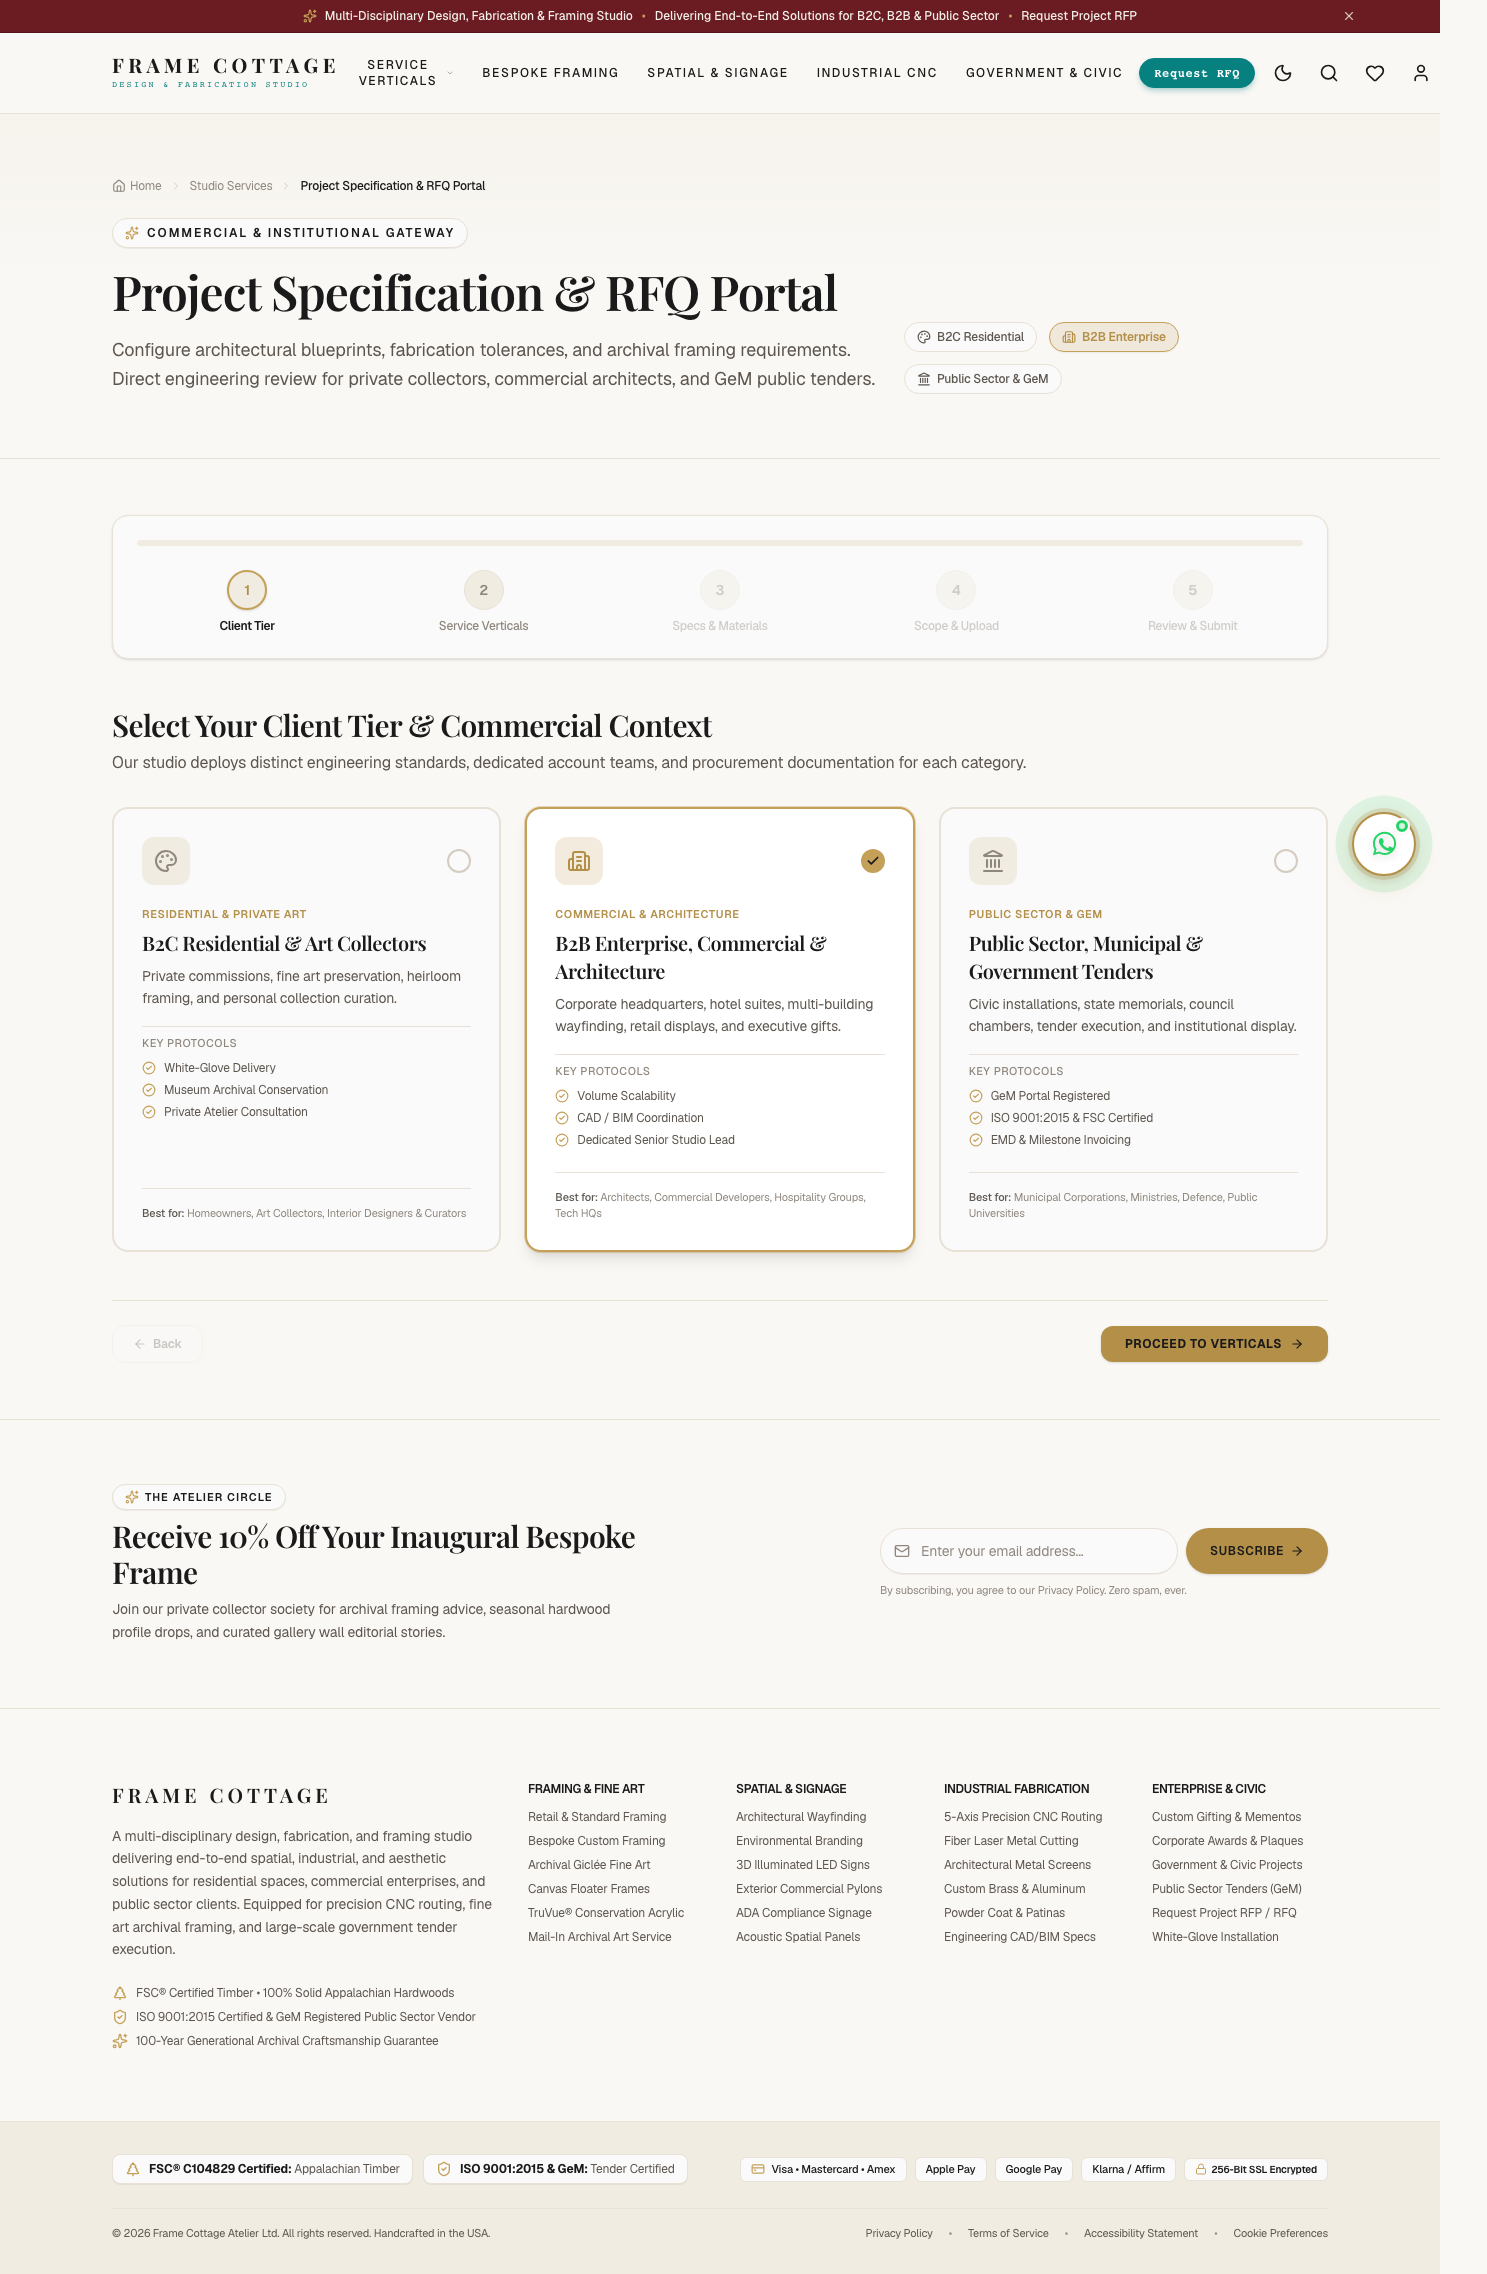 Multi-Disciplinary Design, Fabrication & Framing Studio • Delivering End-to-End Solutions for B2C, B2B & Public Sector • Request Project RFP
FRAME COTTAGE
DESIGN & FABRICATION STUDIO
SERVICE
VERTICALS
BESPOKE FRAMING
SPATIAL & SIGNAGE
INDUSTRIAL CNC
GOVERNMENT & CIVIC
Request RFQ
Home
Studio Services
Project Specification & RFQ Portal
COMMERCIAL & INSTITUTIONAL GATEWAY
Project Specification & RFQ Portal
Configure architectural blueprints, fabrication tolerances, and archival framing requirements.
Direct engineering review for private collectors, commercial architects, and GeM public tenders.
B2C Residential
B2B Enterprise
Public Sector & GeM
1
2
3
4
5
Client Tier
Service Verticals
Specs & Materials
Scope & Upload
Review & Submit
Select Your Client Tier & Commercial Context
Our studio deploys distinct engineering standards, dedicated account teams, and procurement documentation for each category.
RESIDENTIAL & PRIVATE ART
B2C Residential & Art Collectors
Private commissions, fine art preservation, heirloom
framing, and personal collection curation.
KEY PROTOCOLS
White-Glove Delivery
Museum Archival Conservation
Private Atelier Consultation
Best for: Homeowners, Art Collectors, Interior Designers & Curators
COMMERCIAL & ARCHITECTURE
B2B Enterprise, Commercial &
Architecture
Corporate headquarters, hotel suites, multi-building
wayfinding, retail displays, and executive gifts.
KEY PROTOCOLS
Volume Scalability
CAD / BIM Coordination
Dedicated Senior Studio Lead
Best for: Architects, Commercial Developers, Hospitality Groups,
Tech HQs
PUBLIC SECTOR & GEM
Public Sector, Municipal &
Government Tenders
Civic installations, state memorials, council
chambers, tender execution, and institutional display.
KEY PROTOCOLS
GeM Portal Registered
ISO 9001:2015 & FSC Certified
EMD & Milestone Invoicing
Best for: Municipal Corporations, Ministries, Defence, Public
Universities
Back
PROCEED TO VERTICALS
THE ATELIER CIRCLE
Receive 10% Off Your Inaugural Bespoke
Frame
Join our private collector society for archival framing advice, seasonal hardwood
profile drops, and curated gallery wall editorial stories.
Enter your email address...
SUBSCRIBE
By subscribing, you agree to our Privacy Policy. Zero spam, ever.
FRAME COTTAGE
A multi-disciplinary design, fabrication, and framing studio
delivering end-to-end spatial, industrial, and aesthetic
solutions for residential spaces, commercial enterprises, and
public sector clients. Equipped for precision CNC routing, fine
art archival framing, and large-scale government tender
execution.
FSC® Certified Timber • 100% Solid Appalachian Hardwoods
ISO 9001:2015 Certified & GeM Registered Public Sector Vendor
100-Year Generational Archival Craftsmanship Guarantee
FRAMING & FINE ART
Retail & Standard Framing
Bespoke Custom Framing
Archival Giclée Fine Art
Canvas Floater Frames
TruVue® Conservation Acrylic
Mail-In Archival Art Service
SPATIAL & SIGNAGE
Architectural Wayfinding
Environmental Branding
3D Illuminated LED Signs
Exterior Commercial Pylons
ADA Compliance Signage
Acoustic Spatial Panels
INDUSTRIAL FABRICATION
5-Axis Precision CNC Routing
Fiber Laser Metal Cutting
Architectural Metal Screens
Custom Brass & Aluminum
Powder Coat & Patinas
Engineering CAD/BIM Specs
ENTERPRISE & CIVIC
Custom Gifting & Mementos
Corporate Awards & Plaques
Government & Civic Projects
Public Sector Tenders (GeM)
Request Project RFP / RFQ
White-Glove Installation
FSC® C104829 Certified: Appalachian Timber
ISO 9001:2015 & GeM: Tender Certified
Visa • Mastercard • Amex
Apple Pay
Google Pay
Klarna / Affirm
256-Bit SSL Encrypted
© 2026 Frame Cottage Atelier Ltd. All rights reserved. Handcrafted in the USA.
Privacy Policy • Terms of Service • Accessibility Statement • Cookie Preferences